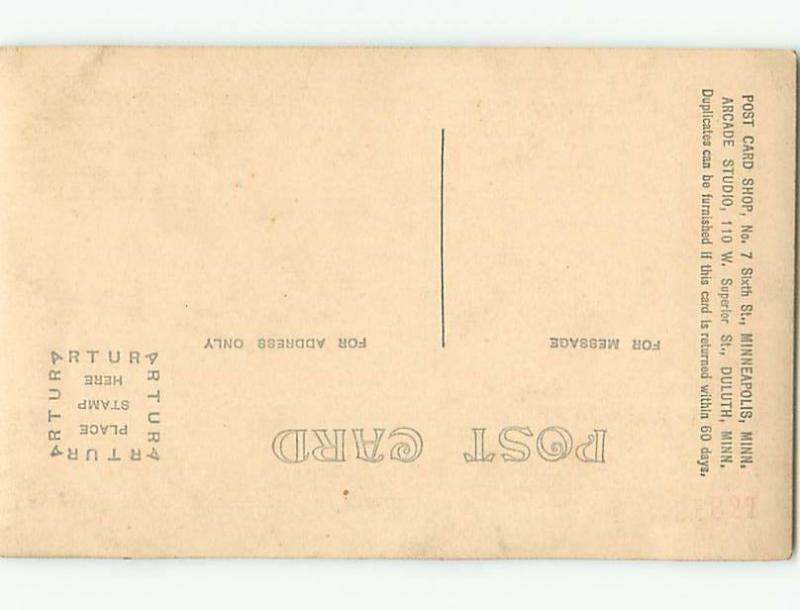 POST CARD SHOP, No. 7 Sixth St., MINNEAPOLIS, MINN.
ARCADE STUDIO, 110 W. Superior St., DULUTH, MINN.
Duplicates can be furnished if this card is returned within 60 days.
POST CARD
FOR MESSAGE
FOR ADDRESS ONLY
ARTURA
ARTURA
ARTURA
ARTURA
PLACE
STAMP
HERE